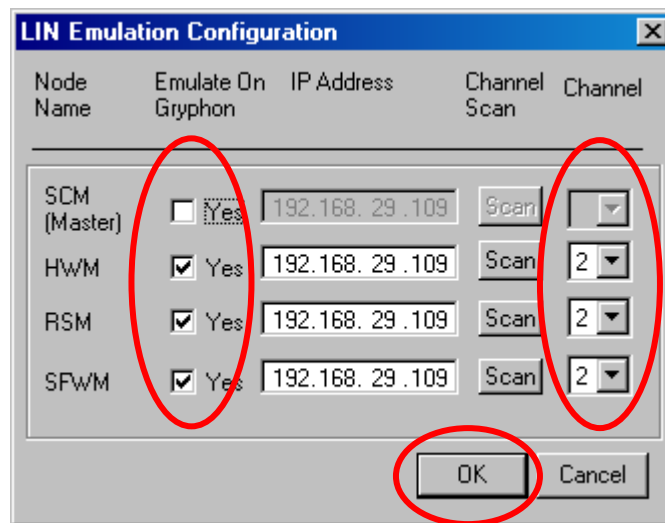 LIN Emulation Configuration
Node Name Emulate On Gryphon IP Address Channel Scan Channel
SCM (Master) Yes 192.168. 29 .109 Scan
HWM Yes 192.168. 29 .109 Scan 2
RSM Yes 192.168. 29 .109 Scan 2
SFWM Yes 192.168. 29 .109 Scan 2
OK Cancel